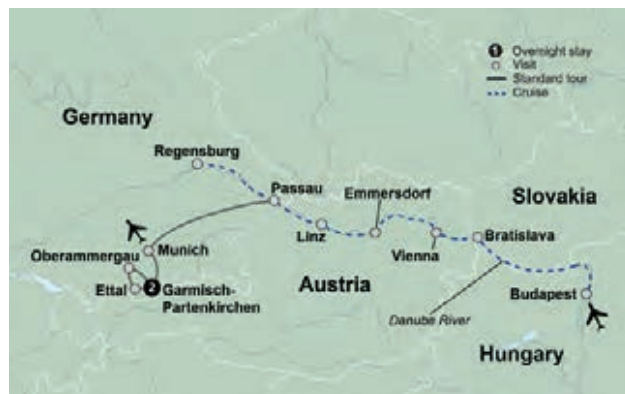 1 Overnight stay
Visit
Standard tour
Cruise
Germany
Regensburg
Passau
Emmersdorf
Slovakia
Linz
Vienna
Bratislava
Oberammergau
Munich
Ettal
2
Garmisch-
Partenkirchen
Austria
Budapest
Danube River
Hungary